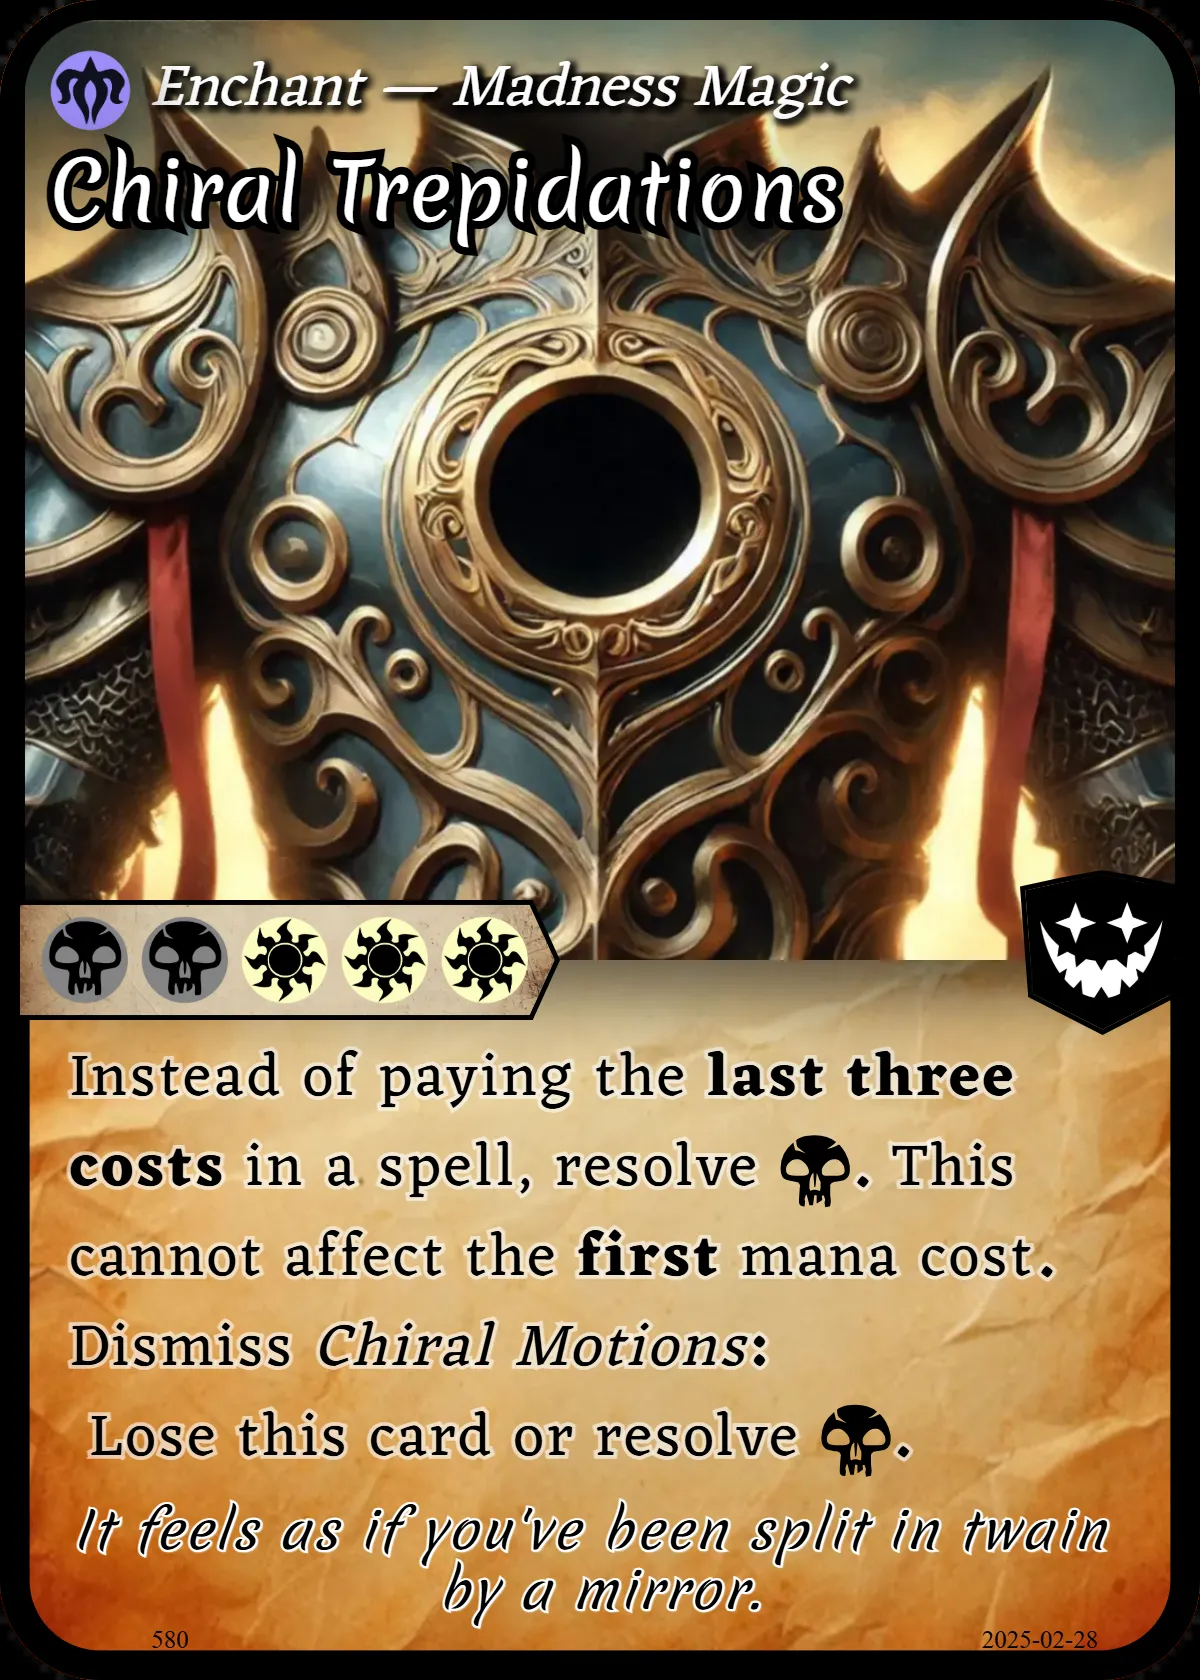 Enchant — Madness Magic
Chiral Trepidations
Instead of paying the last three
costs in a spell, resolve . This
cannot affect the first mana cost.
Dismiss Chiral Motions:
Lose this card or resolve .
It feels as if you've been split in twain
by a mirror.
580
2025-02-28